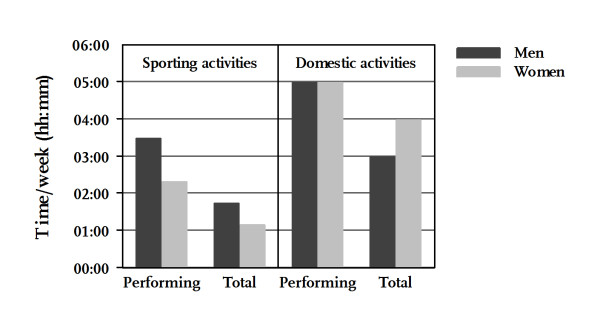 06:00
05:00
04:00
03:00
02:00
01:00
00:00
Time/week (hh:mm)
Sporting activities
Domestic activities
Performing Total Performing Total
Men
Women